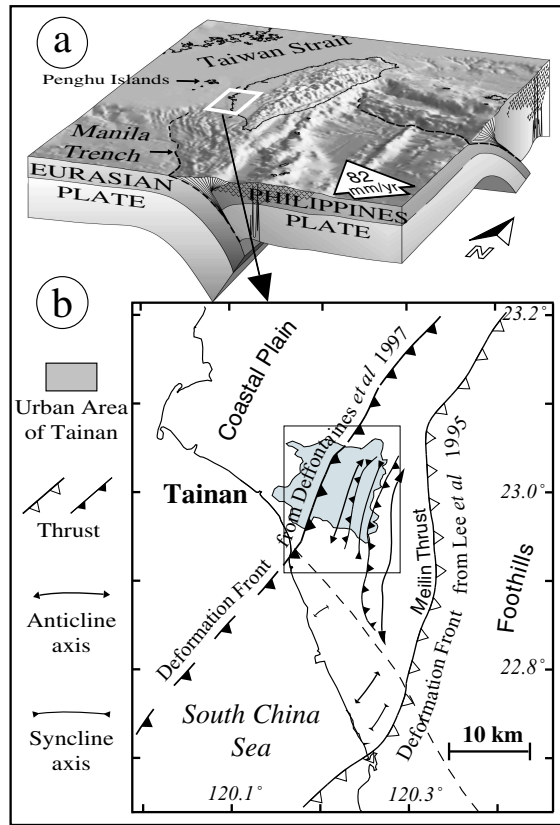 a
Taiwan Strait
Penghu Islands
Manila
Trench
EURASIAN
PLATE
PHILIPPINES
PLATE
82
mm/yr
N
b
Urban Area
of Tainan
Thrust
Anticline
axis
Syncline
axis
Coastal Plain
Tainan
Deformation Front from Deffontaines et al 1997
Meilin Thrust
Deformation Front from Lee et al 1995
Foothills
South China
Sea
10 km
23.2°
23.0°
22.8°
120.1°
120.3°